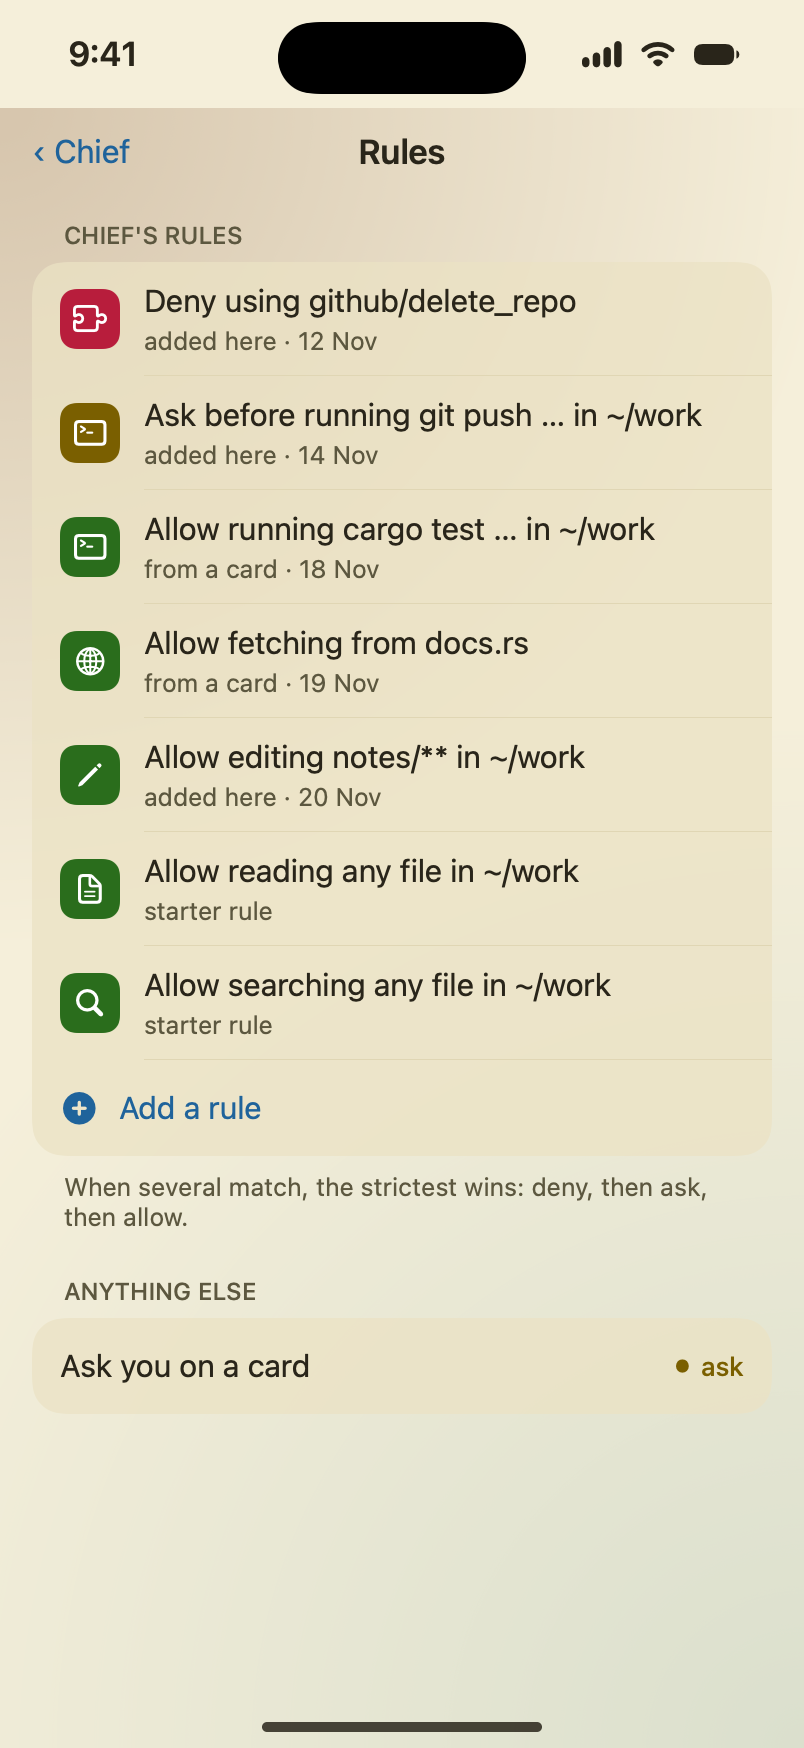 9:41
‹ Chief
Rules
CHIEF'S RULES
Deny using github/delete_repo
added here · 12 Nov
Ask before running git push ... in ~/work
added here · 14 Nov
Allow running cargo test ... in ~/work
from a card · 18 Nov
Allow fetching from docs.rs
from a card · 19 Nov
Allow editing notes/** in ~/work
added here · 20 Nov
Allow reading any file in ~/work
starter rule
Allow searching any file in ~/work
starter rule
Add a rule
When several match, the strictest wins: deny, then ask,
then allow.
ANYTHING ELSE
Ask you on a card
ask